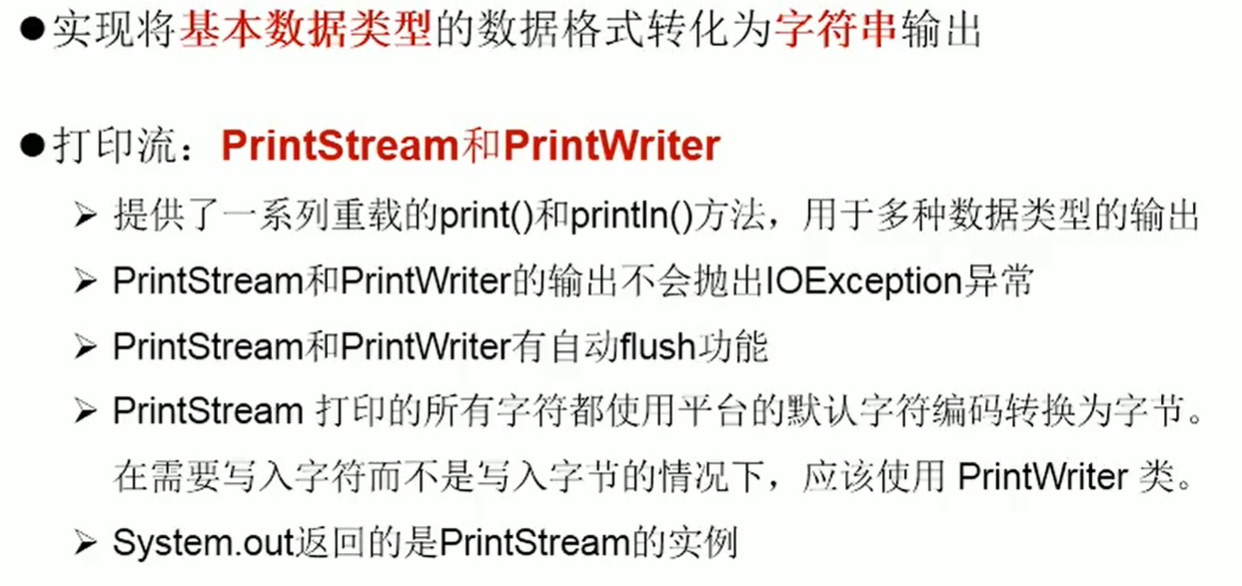 ●实现将基本数据类型的数据格式转化为字符串输出
●打印流：PrintStream和PrintWriter
➢ 提供了一系列重载的print()和println()方法，用于多种数据类型的输出
➢ PrintStream和PrintWriter的输出不会抛出IOException异常
➢ PrintStream和PrintWriter有自动flush功能
➢ PrintStream 打印的所有字符都使用平台的默认字符编码转换为字节。
在需要写入字符而不是写入字节的情况下，应该使用 PrintWriter 类。
➢ System.out返回的是PrintStream的实例